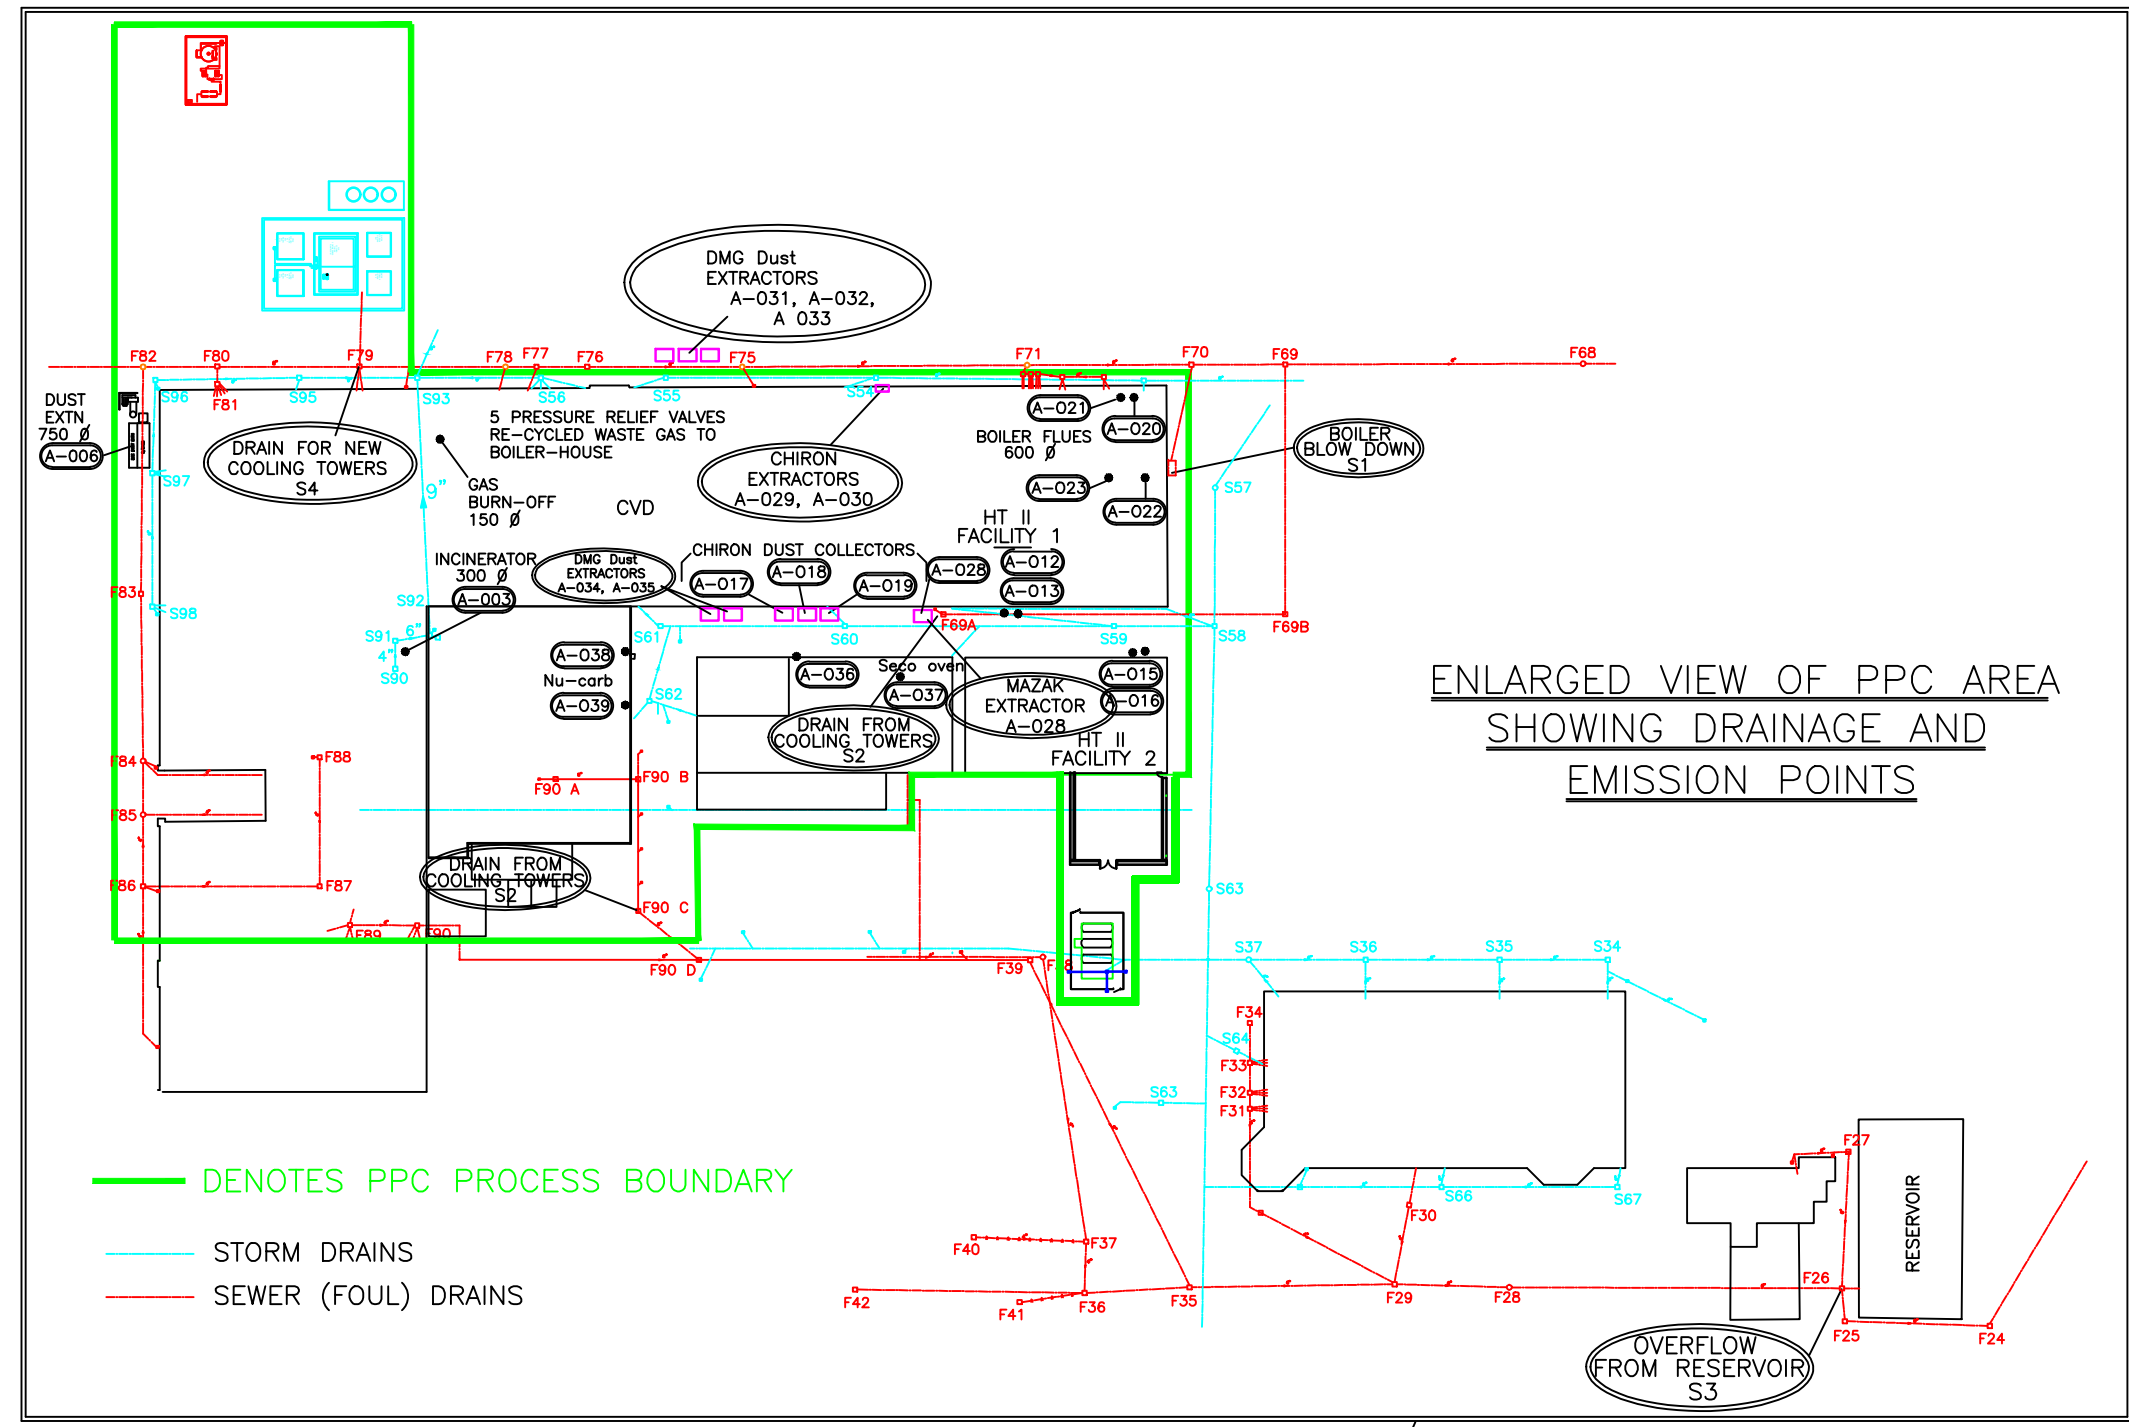 DMG Dust
EXTRACTORS
A-031, A-032,
A 033
F82
F80
F79
F78
F77
F76
F75
F71
F70
F69
F68
S96
F81
S95
S93
S56
S55
S54
DUST
EXTN
750 Ø
A-006
DRAIN FOR NEW
COOLING TOWERS
S4
5 PRESSURE RELIEF VALVES
RE-CYCLED WASTE GAS TO
BOILER-HOUSE
GAS
BURN-OFF
150 Ø
9"
CVD
CHIRON
EXTRACTORS
A-029, A-030
BOILER FLUES
600 Ø
A-021
A-020
A-023
A-022
BOILER
BLOW DOWN
S1
S57
S97
HT II
FACILITY 1
A-012
A-013
INCINERATOR
300 Ø
A-003
DMG Dust
EXTRACTORS
A-034, A-035
CHIRON DUST COLLECTORS
A-017
A-018
A-019
A-028
F83
S98
S92
S91
6"
4"
S90
S61
S60
F69A
S59
S58
F69B
A-038
Nu-carb
A-039
S62
A-036
Seco oven
A-037
MAZAK
EXTRACTOR
A-028
A-015
A-016
DRAIN FROM
COOLING TOWERS
S2
HT II
FACILITY 2
ENLARGED VIEW OF PPC AREA
SHOWING DRAINAGE AND
EMISSION POINTS
F84
F88
F85
F90 A
F90 B
F86
F87
DRAIN FROM
COOLING TOWERS
S2
F90 C
F89
F90
F90 D
F39
S63
S37
S36
S35
S34
F34
S64
F33
F32
F31
S63
DENOTES PPC PROCESS BOUNDARY
STORM DRAINS
SEWER (FOUL) DRAINS
F27
S66
S67
F30
RESERVOIR
F40
F37
F42
F41
F36
F35
F29
F28
F26
F25
F24
OVERFLOW
FROM RESERVOIR
S3